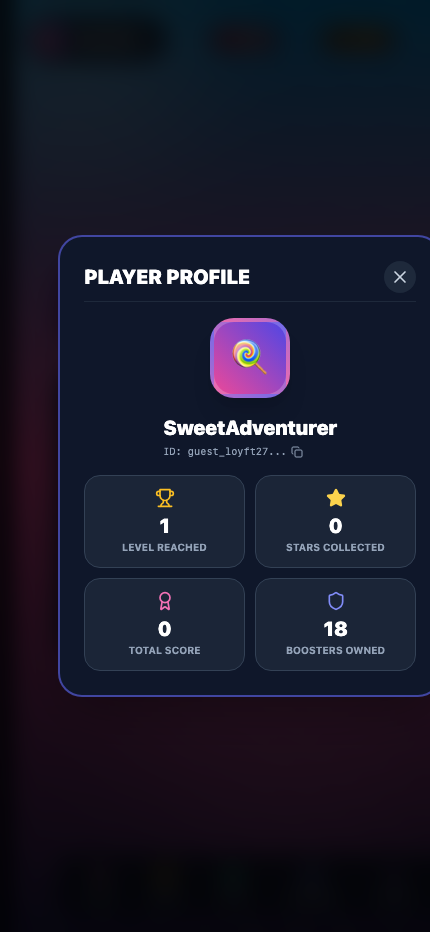 PLAYER PROFILE
SweetAdventurer
ID: guest_loyft27...
1
LEVEL REACHED
0
STARS COLLECTED
0
TOTAL SCORE
18
BOOSTERS OWNED